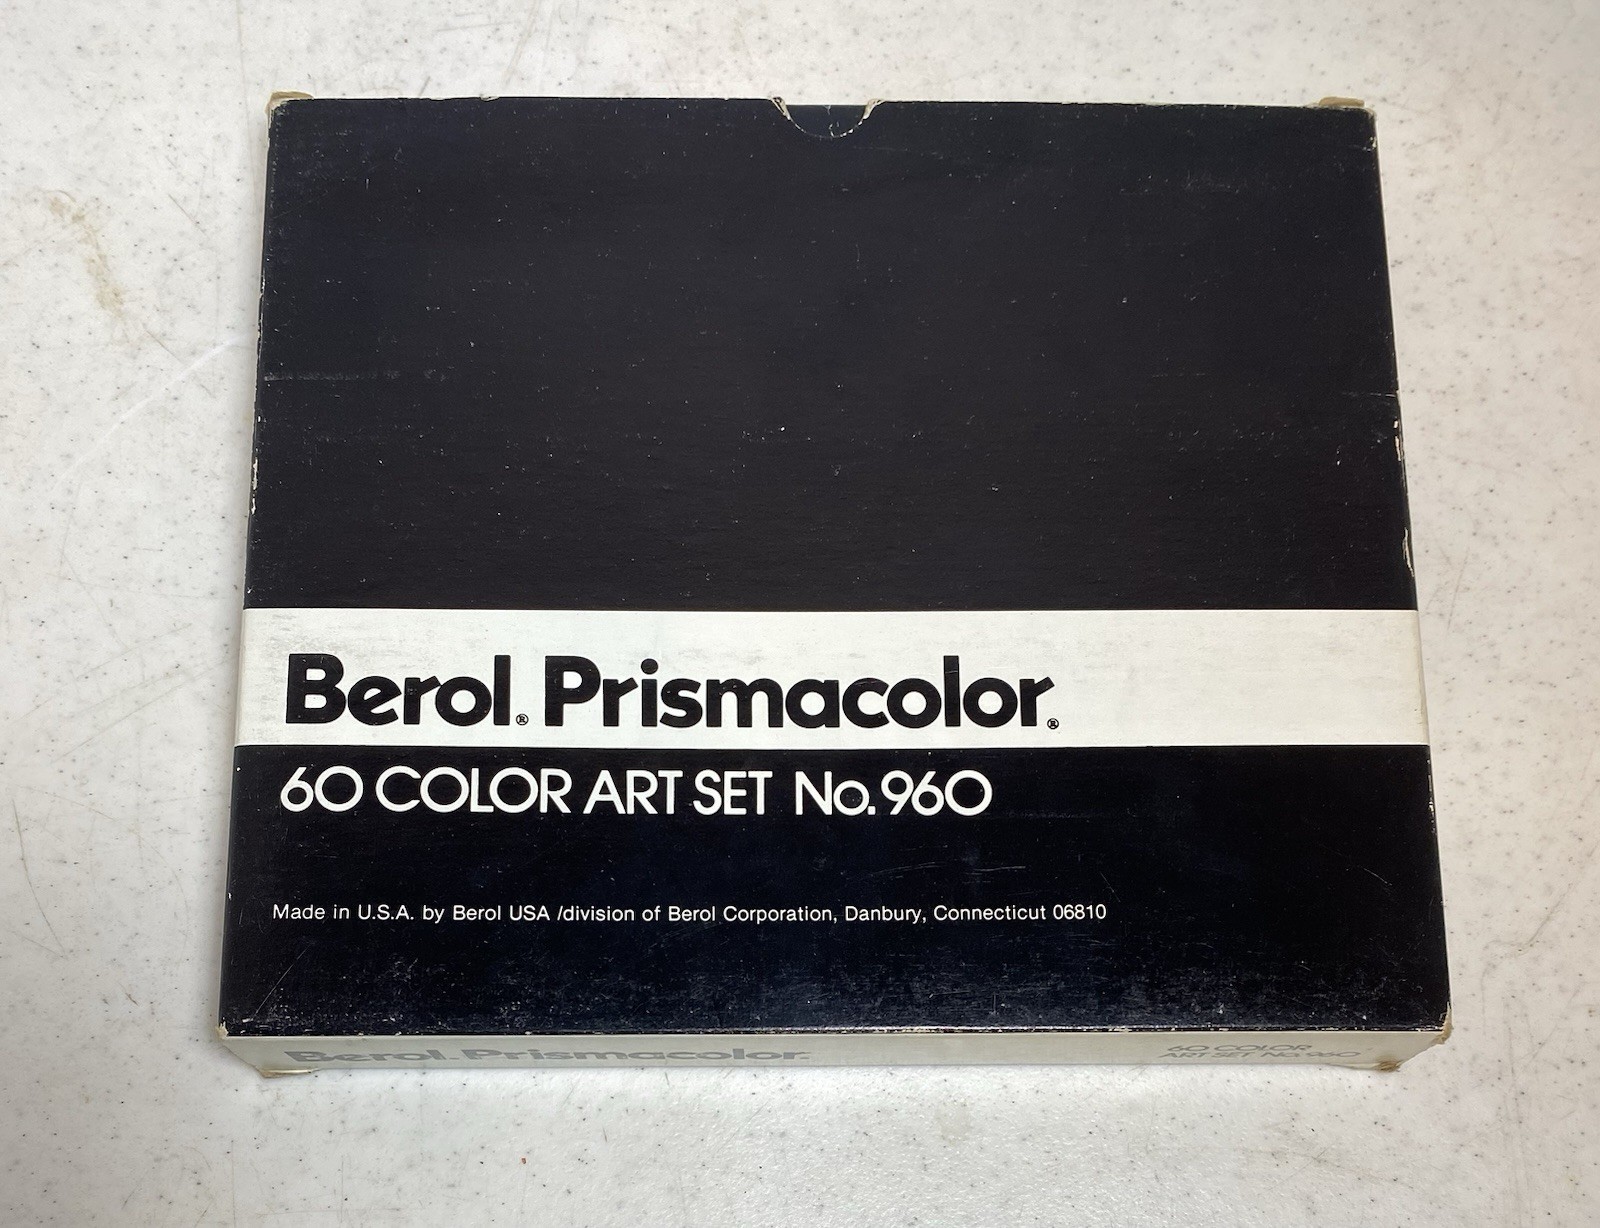 Berol® Prismacolor®
60 COLOR ART SET No. 960
Made in U.S.A. by Berol USA /division of Berol Corporation, Danbury, Connecticut 06810
Berol® Prismacolor®
60 COLOR
ART SET No. 960